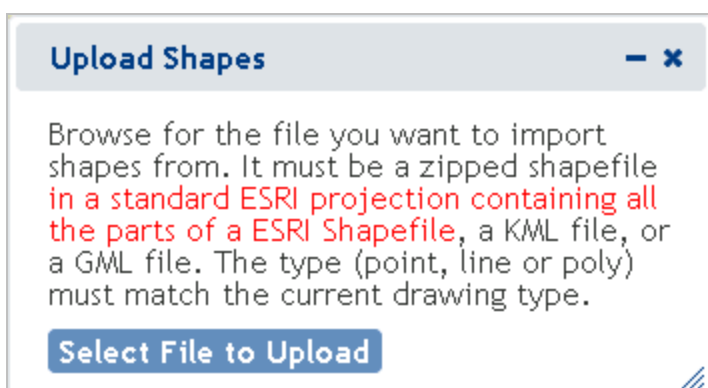 Upload Shapes
Browse for the file you want to import
shapes from. It must be a zipped shapefile
in a standard ESRI projection containing all
the parts of a ESRI Shapefile, a KML file, or
a GML file. The type (point, line or poly)
must match the current drawing type.
Select File to Upload